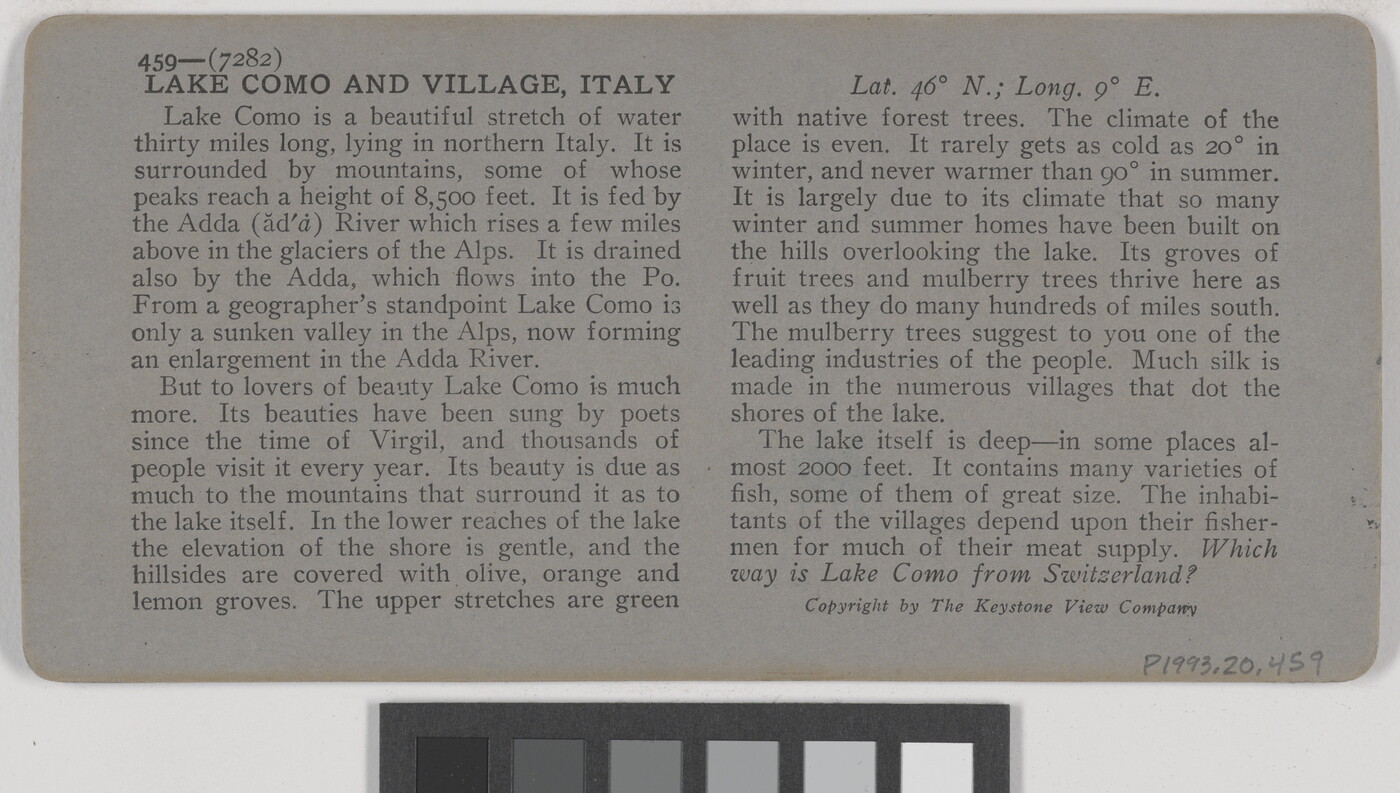 459—(7282)
LAKE COMO AND VILLAGE, ITALY
Lake Como is a beautiful stretch of water
thirty miles long, lying in northern Italy. It is
surrounded by mountains, some of whose
peaks reach a height of 8,500 feet. It is fed by
the Adda (ăd′ȧ) River which rises a few miles
above in the glaciers of the Alps. It is drained
also by the Adda, which flows into the Po.
From a geographer's standpoint Lake Como is
only a sunken valley in the Alps, now forming
an enlargement in the Adda River.
But to lovers of beauty Lake Como is much
more. Its beauties have been sung by poets
since the time of Virgil, and thousands of
people visit it every year. Its beauty is due as
much to the mountains that surround it as to
the lake itself. In the lower reaches of the lake
the elevation of the shore is gentle, and the
hillsides are covered with olive, orange and
lemon groves. The upper stretches are green
Lat. 46° N.; Long. 9° E.
with native forest trees. The climate of the
place is even. It rarely gets as cold as 20° in
winter, and never warmer than 90° in summer.
It is largely due to its climate that so many
winter and summer homes have been built on
the hills overlooking the lake. Its groves of
fruit trees and mulberry trees thrive here as
well as they do many hundreds of miles south.
The mulberry trees suggest to you one of the
leading industries of the people. Much silk is
made in the numerous villages that dot the
shores of the lake.
The lake itself is deep—in some places al-
most 2000 feet. It contains many varieties of
fish, some of them of great size. The inhabi-
tants of the villages depend upon their fisher-
men for much of their meat supply. Which
way is Lake Como from Switzerland?
Copyright by The Keystone View Company
P1993.20.459